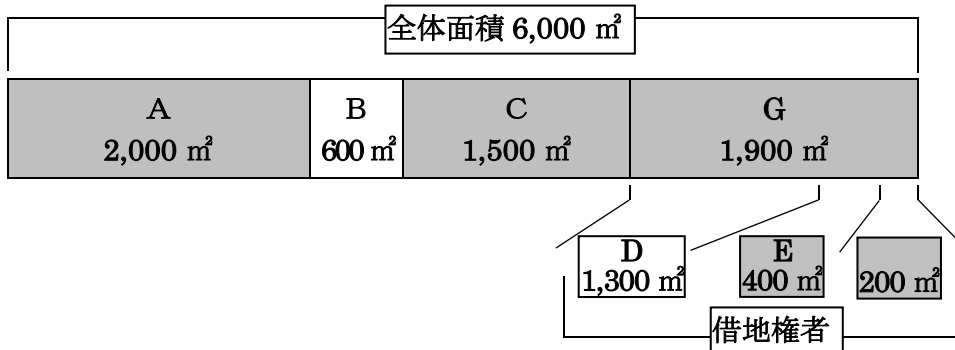 全体面積 6,000 ㎡
A
2,000 ㎡
B
600 ㎡
C
1,500 ㎡
G
1,900 ㎡
D
1,300 ㎡
E
400 ㎡
200 ㎡
借地権者